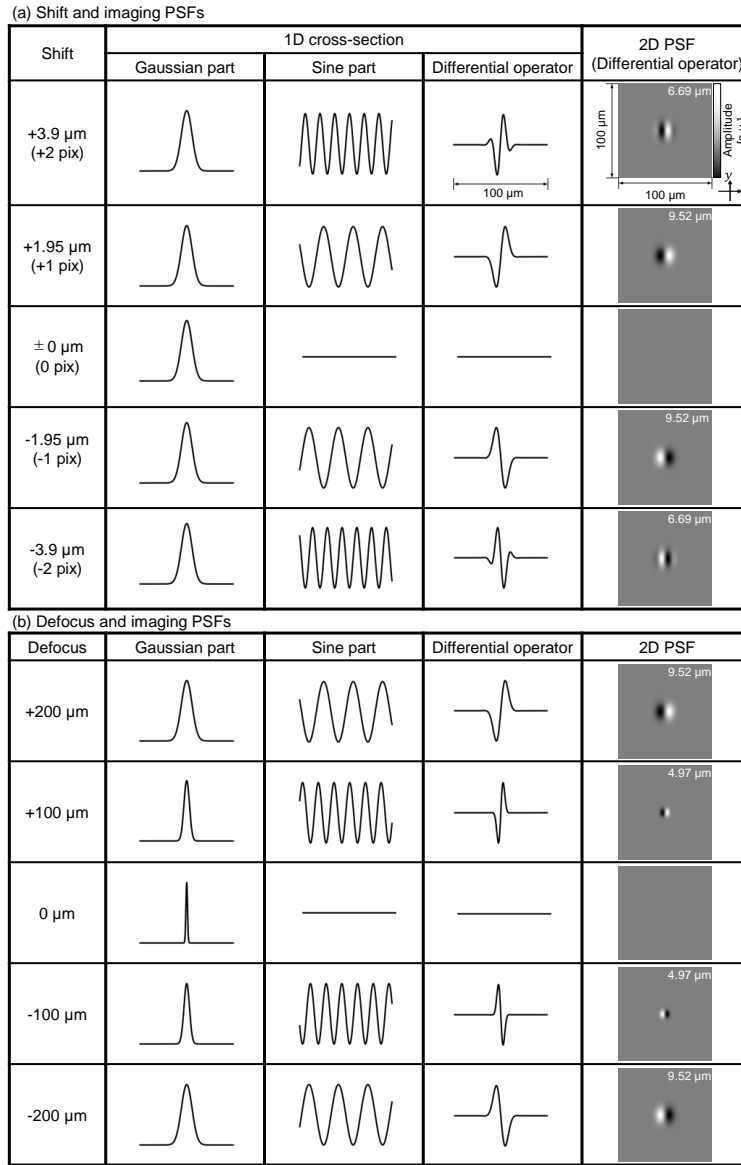 (a) Shift and imaging PSFs
Shift
1D cross-section
2D PSF
(Differential operator)
Gaussian part
Sine part
Differential operator
+3.9 μm
(+2 pix)
100 μm
100 μm
6.69 μm
100 μm
Amplitude
y
+1.95 μm
(+1 pix)
9.52 μm
±0 μm
(0 pix)
-1.95 μm
(-1 pix)
9.52 μm
-3.9 μm
(-2 pix)
6.69 μm
(b) Defocus and imaging PSFs
Defocus
Gaussian part
Sine part
Differential operator
2D PSF
+200 μm
9.52 μm
+100 μm
4.97 μm
0 μm
-100 μm
4.97 μm
-200 μm
9.52 μm